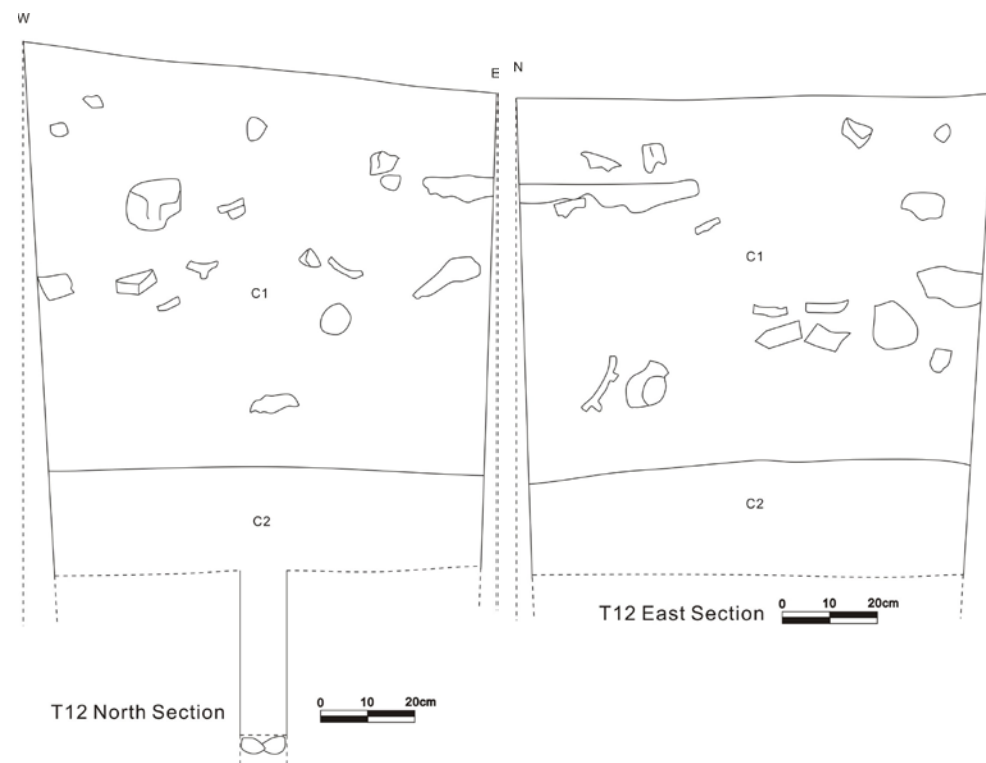 W
E
N
C1
C1
C2
C2
T12 East Section
0 10 20cm
T12 North Section
0 10 20cm